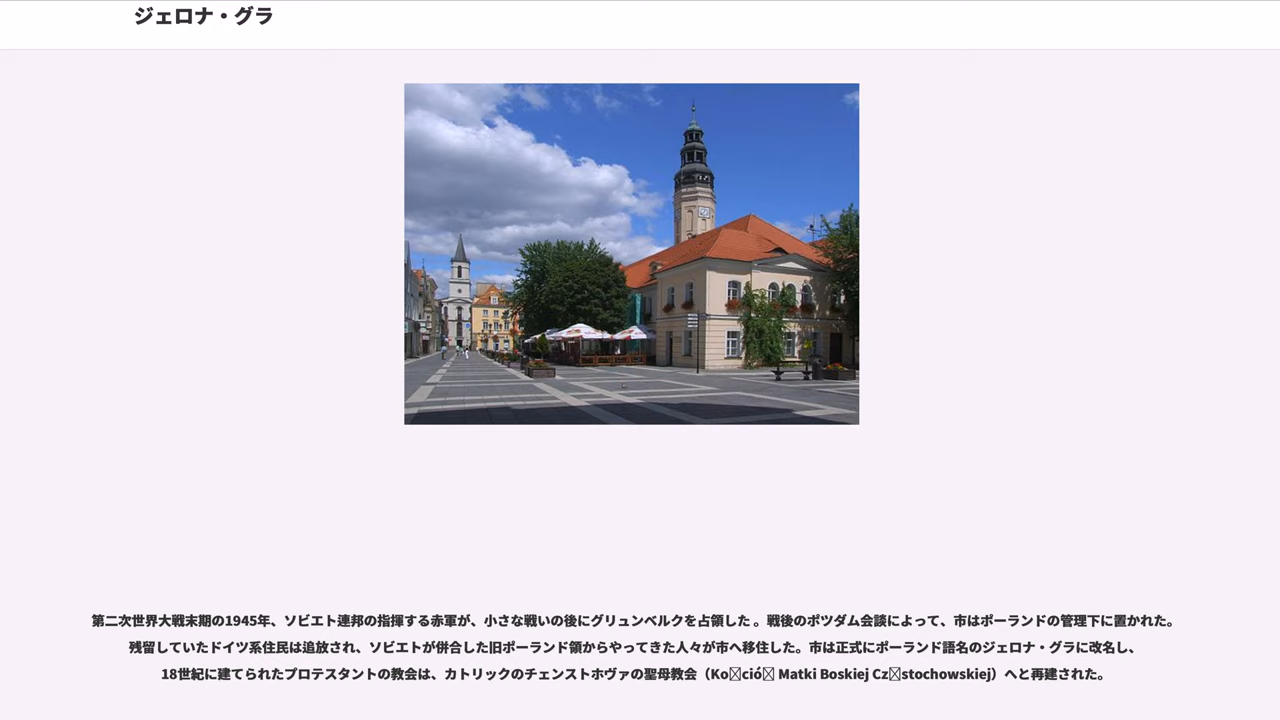 ジェロナ・グラ
第二次世界大戦末期の1945年、ソビエト連邦の指揮する赤軍が、小さな戦いの後にグリュンベルクを占領した 。戦後のポツダム会談によって、市はポーランドの管理下に置かれた。
残留していたドイツ系住民は追放され、ソビエトが併合した旧ポーランド領からやってきた人々が市へ移住した。市は正式にポーランド語名のジェロナ・グラに改名し、
18世紀に建てられたプロテスタントの教会は、カトリックのチェンストホヴァの聖母教会（Ko〿ció〿 Matki Boskiej Cz〿stochowskiej）へと再建された。